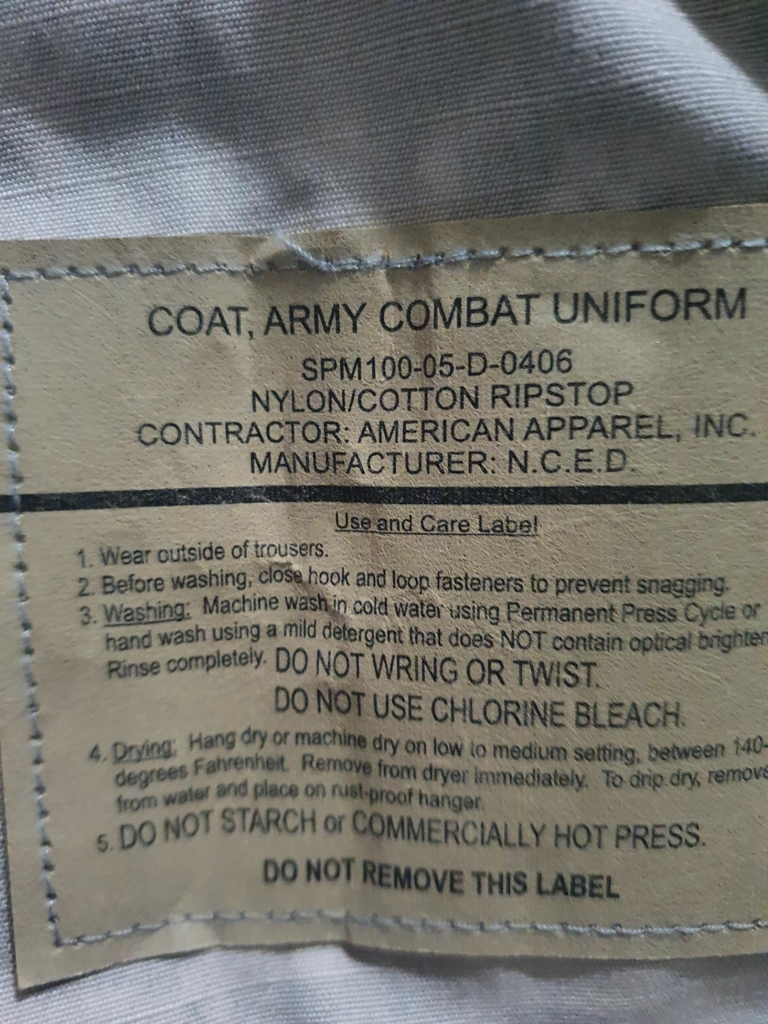 COAT, ARMY COMBAT UNIFORM
SPM100-05-D-0406
NYLON/COTTON RIPSTOP
CONTRACTOR: AMERICAN APPAREL, INC.
MANUFACTURER: N.C.E.D.
Use and Care Label
1. Wear outside of trousers.
2. Before washing, close hook and loop fasteners to prevent snagging.
3. Washing: Machine wash in cold water using Permanent Press Cycle or
hand wash using a mild detergent that does NOT contain optical brighten
Rinse completely. DO NOT WRING OR TWIST.
DO NOT USE CHLORINE BLEACH.
4. Drying: Hang dry or machine dry on low to medium setting, between 140-
degrees Fahrenheit. Remove from dryer immediately. To drip dry, remove
from water and place on rust-proof hanger.
5. DO NOT STARCH or COMMERCIALLY HOT PRESS.
DO NOT REMOVE THIS LABEL